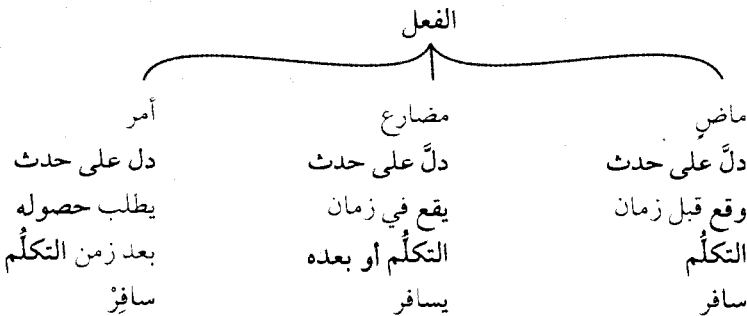 الفعل
ماضٍ
دلَّ على حدث
وقع قبل زمان
التكلُّم
سافر
مضارع
دلَّ على حدث
يقع في زمان
التكلُّم أو بعده
يسافر
أمر
دل على حدث
يطلب حصوله
بعد زمن التكلُّم
سافِرْ